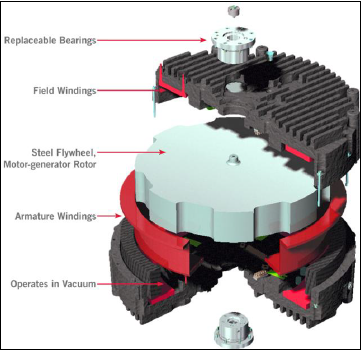 Replaceable Bearings
Field Windings
Steel Flywheel,
Motor-generator Rotor
Armature Windings
Operates in Vacuum